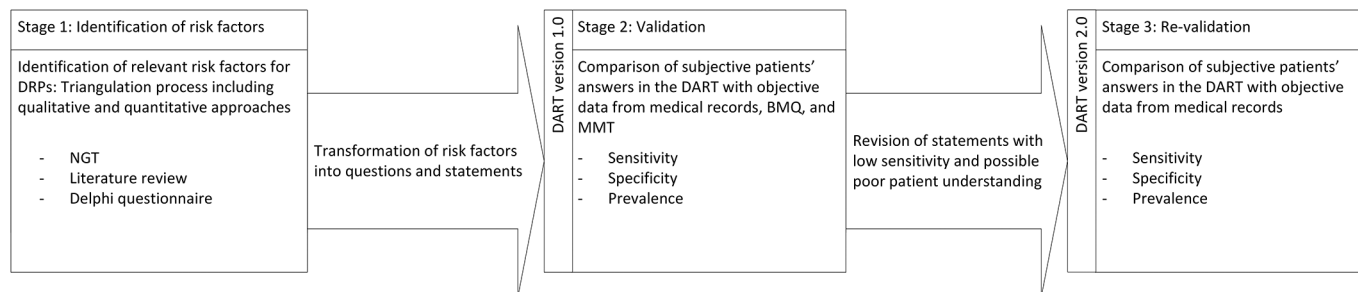 Stage 1: Identification of risk factors
Identification of relevant risk factors for
DRPs: Triangulation process including
qualitative and quantitative approaches
- NGT
- Literature review
- Delphi questionnaire
Transformation of risk factors
into questions and statements
DART version 1.0
Stage 2: Validation
Comparison of subjective patients’
answers in the DART with objective
data from medical records, BMQ, and
MMT
- Sensitivity
- Specificity
- Prevalence
Revision of statements with
low sensitivity and possible
poor patient understanding
DART version 2.0
Stage 3: Re-validation
Comparison of subjective patients’
answers in the DART with objective
data from medical records
- Sensitivity
- Specificity
- Prevalence